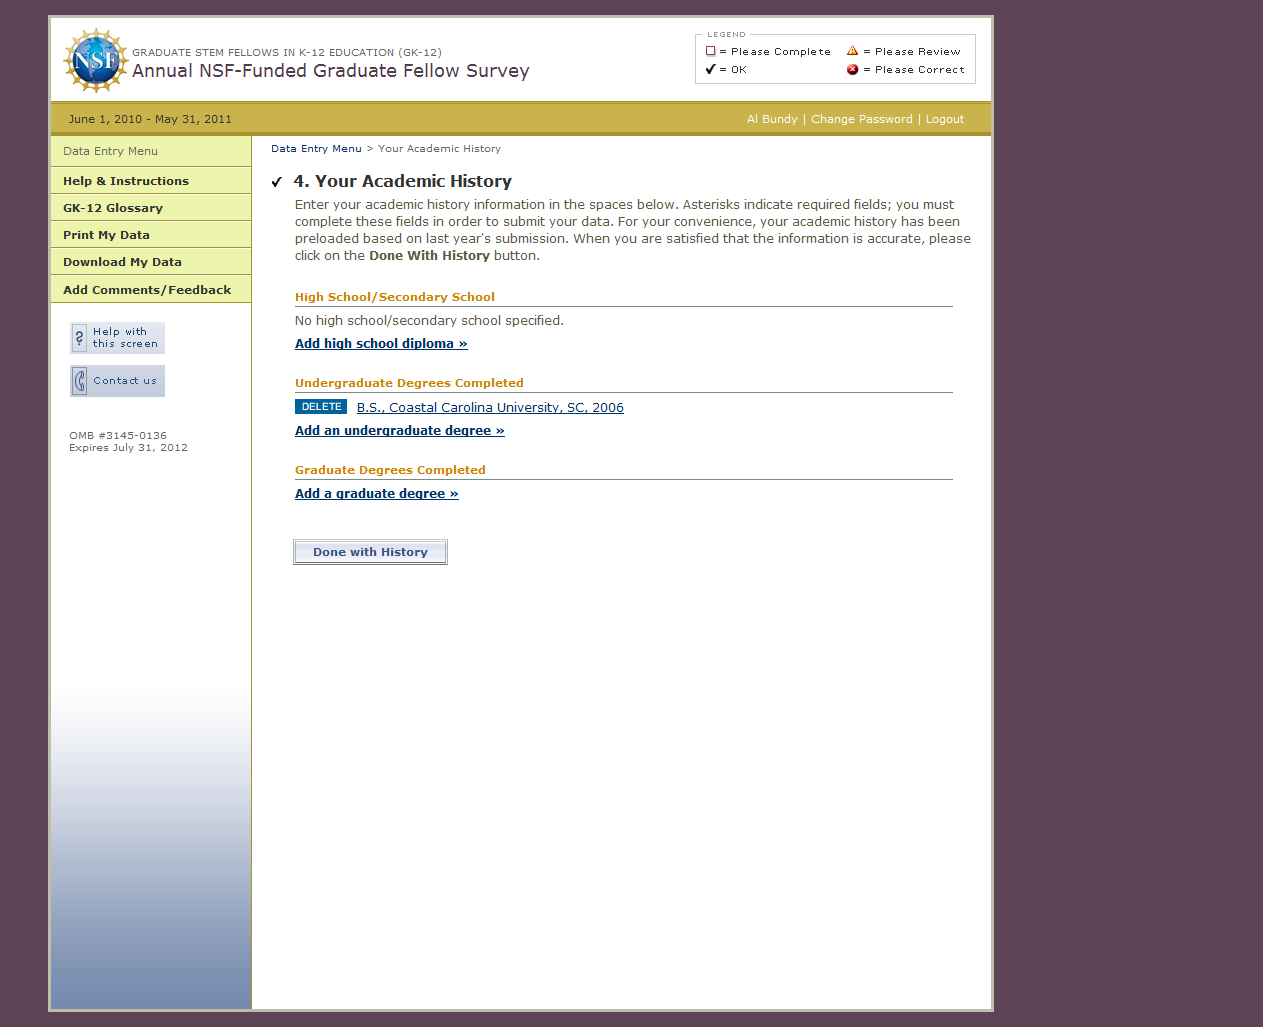 NSF
GRADUATE STEM FELLOWS IN K-12 EDUCATION (GK-12)
Annual NSF-Funded Graduate Fellow Survey
LEGEND
= Please Complete
= Please Review
= OK
= Please Correct
June 1, 2010 - May 31, 2011
Al Bundy | Change Password | Logout
Data Entry Menu
Help & Instructions
GK-12 Glossary
Print My Data
Download My Data
Add Comments/Feedback
? Help with
this screen
Contact us
OMB #3145-0136
Expires July 31, 2012
Data Entry Menu > Your Academic History
4. Your Academic History
Enter your academic history information in the spaces below. Asterisks indicate required fields; you must
complete these fields in order to submit your data. For your convenience, your academic history has been
preloaded based on last year's submission. When you are satisfied that the information is accurate, please
click on the Done With History button.
High School/Secondary School
No high school/secondary school specified.
Add high school diploma »
Undergraduate Degrees Completed
DELETE B.S., Coastal Carolina University, SC, 2006
Add an undergraduate degree »
Graduate Degrees Completed
Add a graduate degree »
Done with History